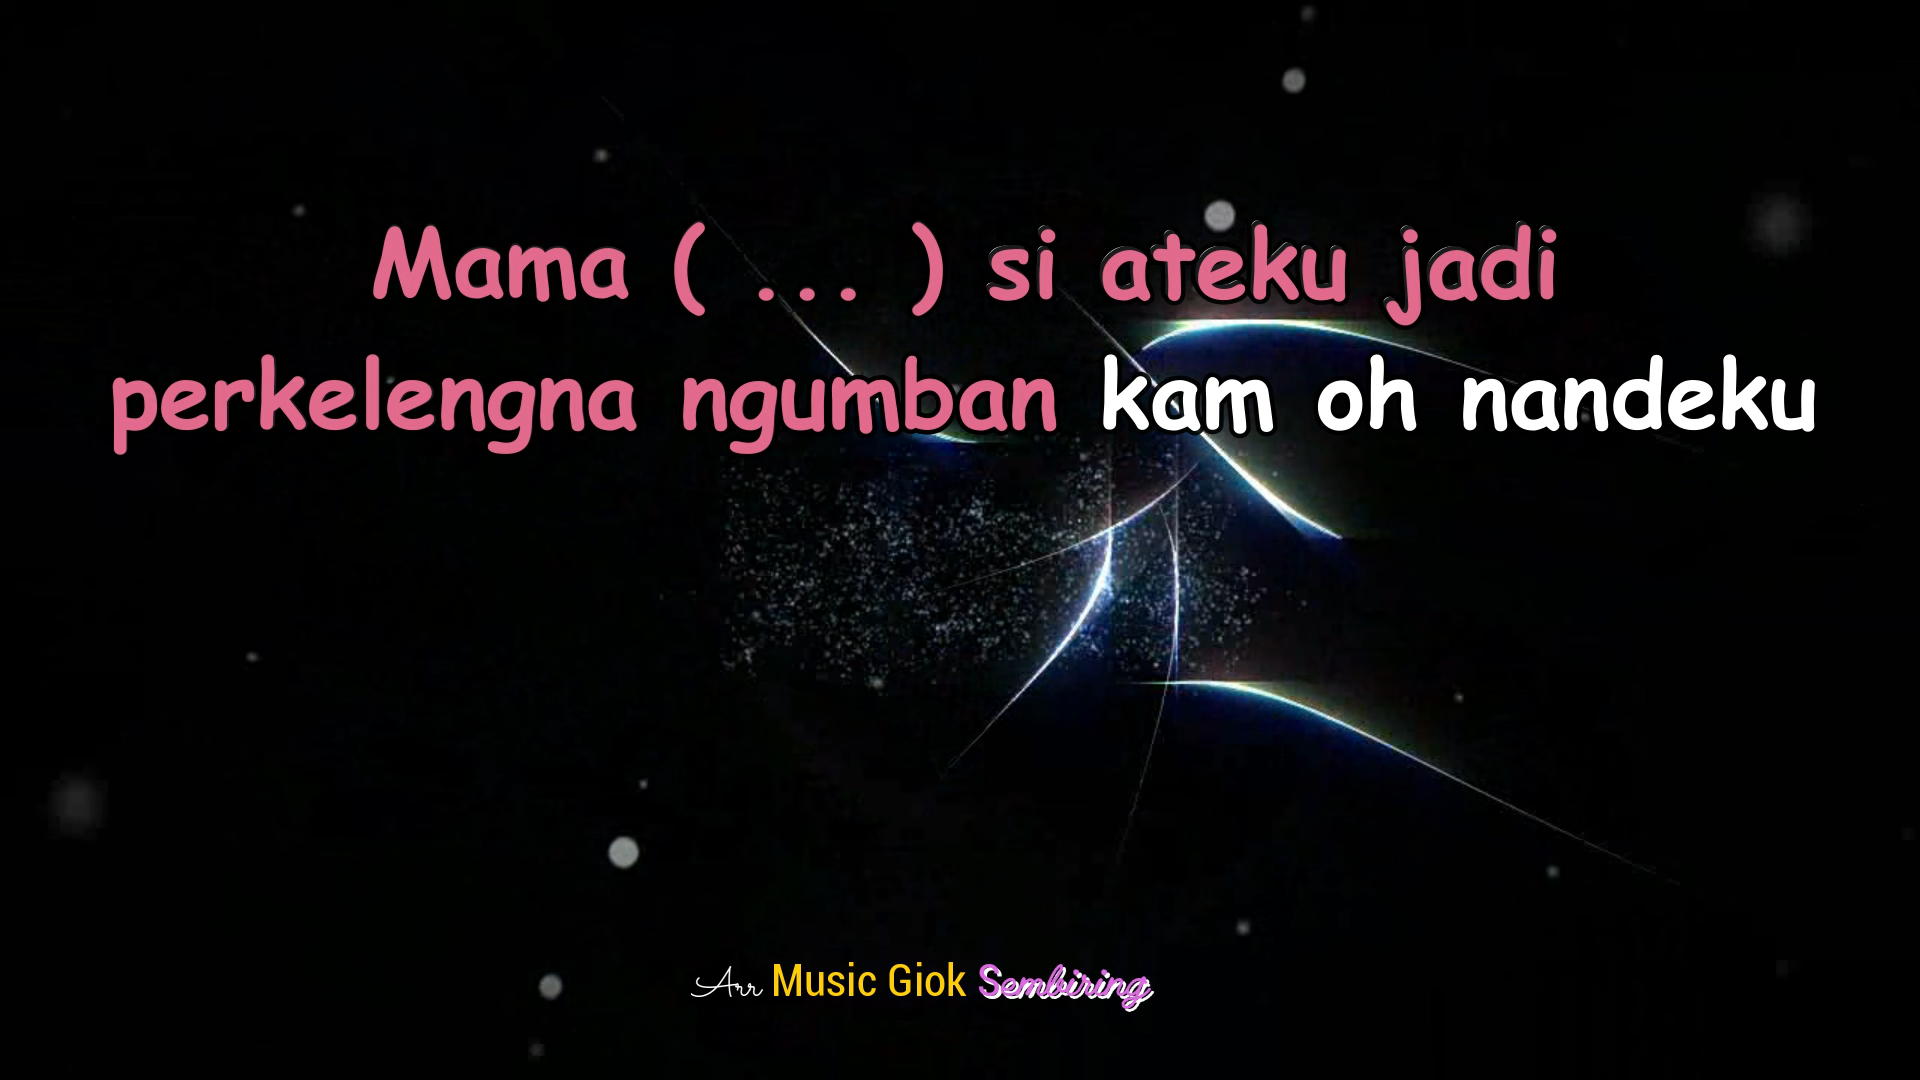 Mama ( ... ) si ateku jadi
perkelengna ngumban kam oh nandeku
Arr Music Giok Sembiring